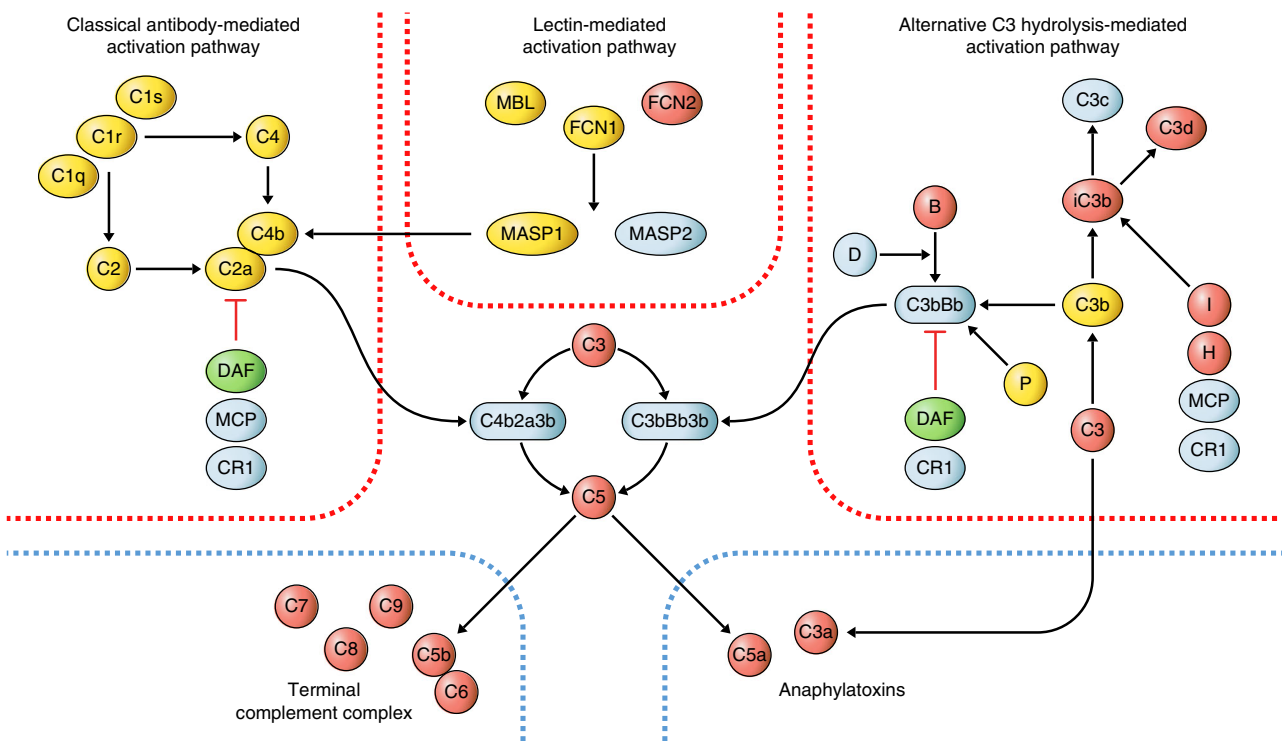 Classical antibody-mediated
activation pathway
C1s
C1r
C1q
C4
C4b
C2
C2a
DAF
MCP
CR1
Lectin-mediated
activation pathway
MBL
FCN1
FCN2
MASP1
MASP2
Alternative C3 hydrolysis-mediated
activation pathway
C3c
C3d
iC3b
B
D
C3bBb
C3b
I
H
P
MCP
DAF
C3
CR1
CR1
C3
C4b2a3b
C3bBb3b
C5
C7
C9
C8
C5b
C6
Terminal
complement complex
C5a
C3a
Anaphylatoxins